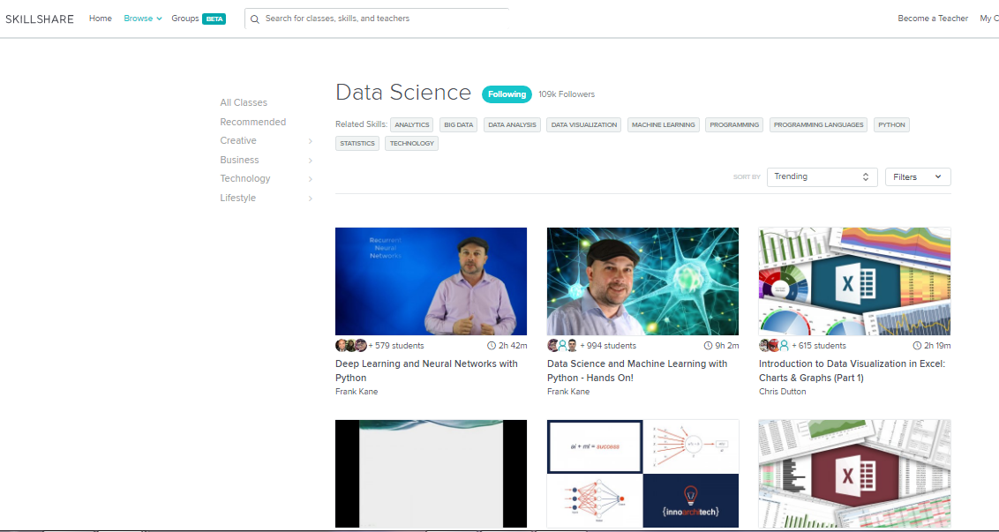 SKILLSHARE Home Browse Groups BETA Search for classes, skills, and teachers Become a Teacher My C
All Classes
Recommended
Creative
Business
Technology
Lifestyle
Data Science Following 109k Followers
Related Skills: ANALYTICS BIG DATA DATA ANALYSIS DATA VISUALIZATION MACHINE LEARNING PROGRAMMING PROGRAMMING LANGUAGES PYTHON
STATISTICS TECHNOLOGY
SORT BY Trending Filters
Recurrent
Neural
Networks
+ 579 students 2h 42m
Deep Learning and Neural Networks with
Python
Frank Kane
+ 994 students 9h 2m
Data Science and Machine Learning with
Python - Hands On!
Frank Kane
X
+ 615 students 2h 19m
Introduction to Data Visualization in Excel:
Charts & Graphs (Part 1)
Chris Dutton
ai + ml = success
{innoarchitech}
X